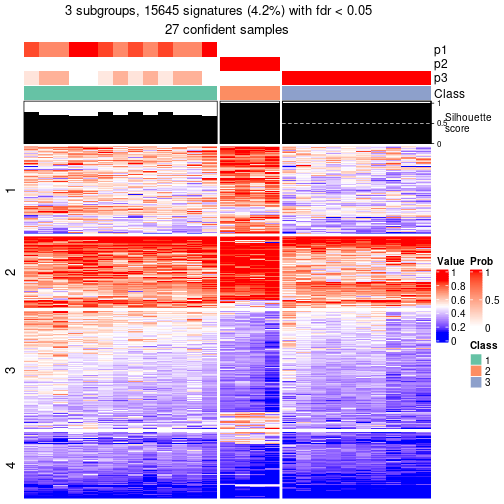 3 subgroups, 15645 signatures (4.2%) with fdr < 0.05
27 confident samples
p1
p2
p3
Class
1
0.5
0
Silhouette
score
1
2
3
4
Value
1
0.8
0.6
0.4
0.2
0
Prob
1
0.5
0
Class
1
2
3